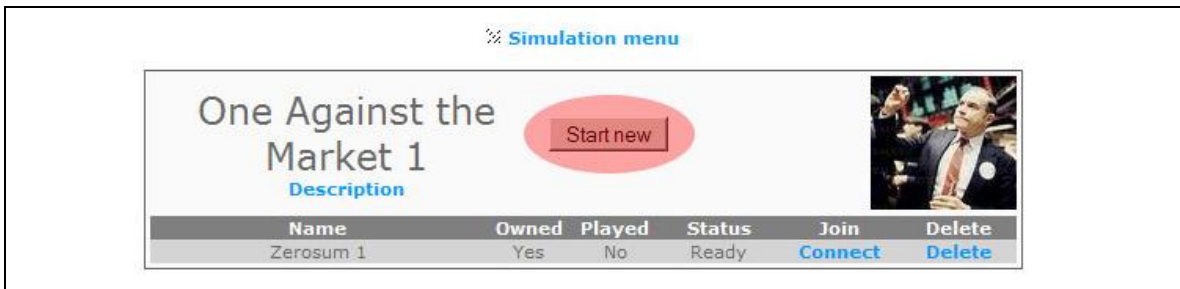 Simulation menu
One Against the
Market 1
Description
Start new
Name Owned Played Status Join Delete
Zerosum 1 Yes No Ready Connect Delete